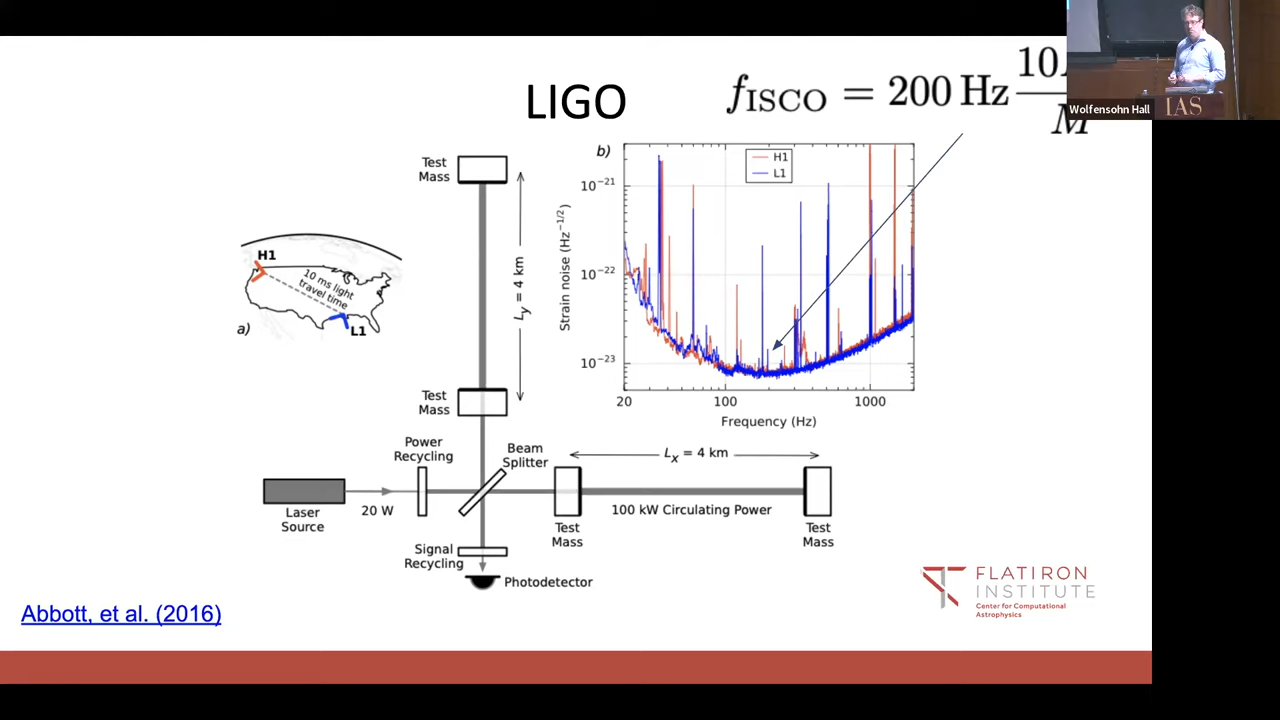 LIGO
f_ISCO = 200 Hz 10
M
Wolfensohn Hall
IAS
H1
10 ms light
travel time
L1
a)
Test
Mass
L_y = 4 km
Test
Mass
b)
H1
L1
Strain noise (Hz^{-1/2})
10^{-21}
10^{-22}
10^{-23}
20
100
1000
Frequency (Hz)
Power
Recycling
Beam
Splitter
L_x = 4 km
Laser
Source
20 W
100 kW Circulating Power
Test
Mass
Test
Mass
Signal
Recycling
Photodetector
Abbott, et al. (2016)
FLATIRON
INSTITUTE
Center for Computational
Astrophysics